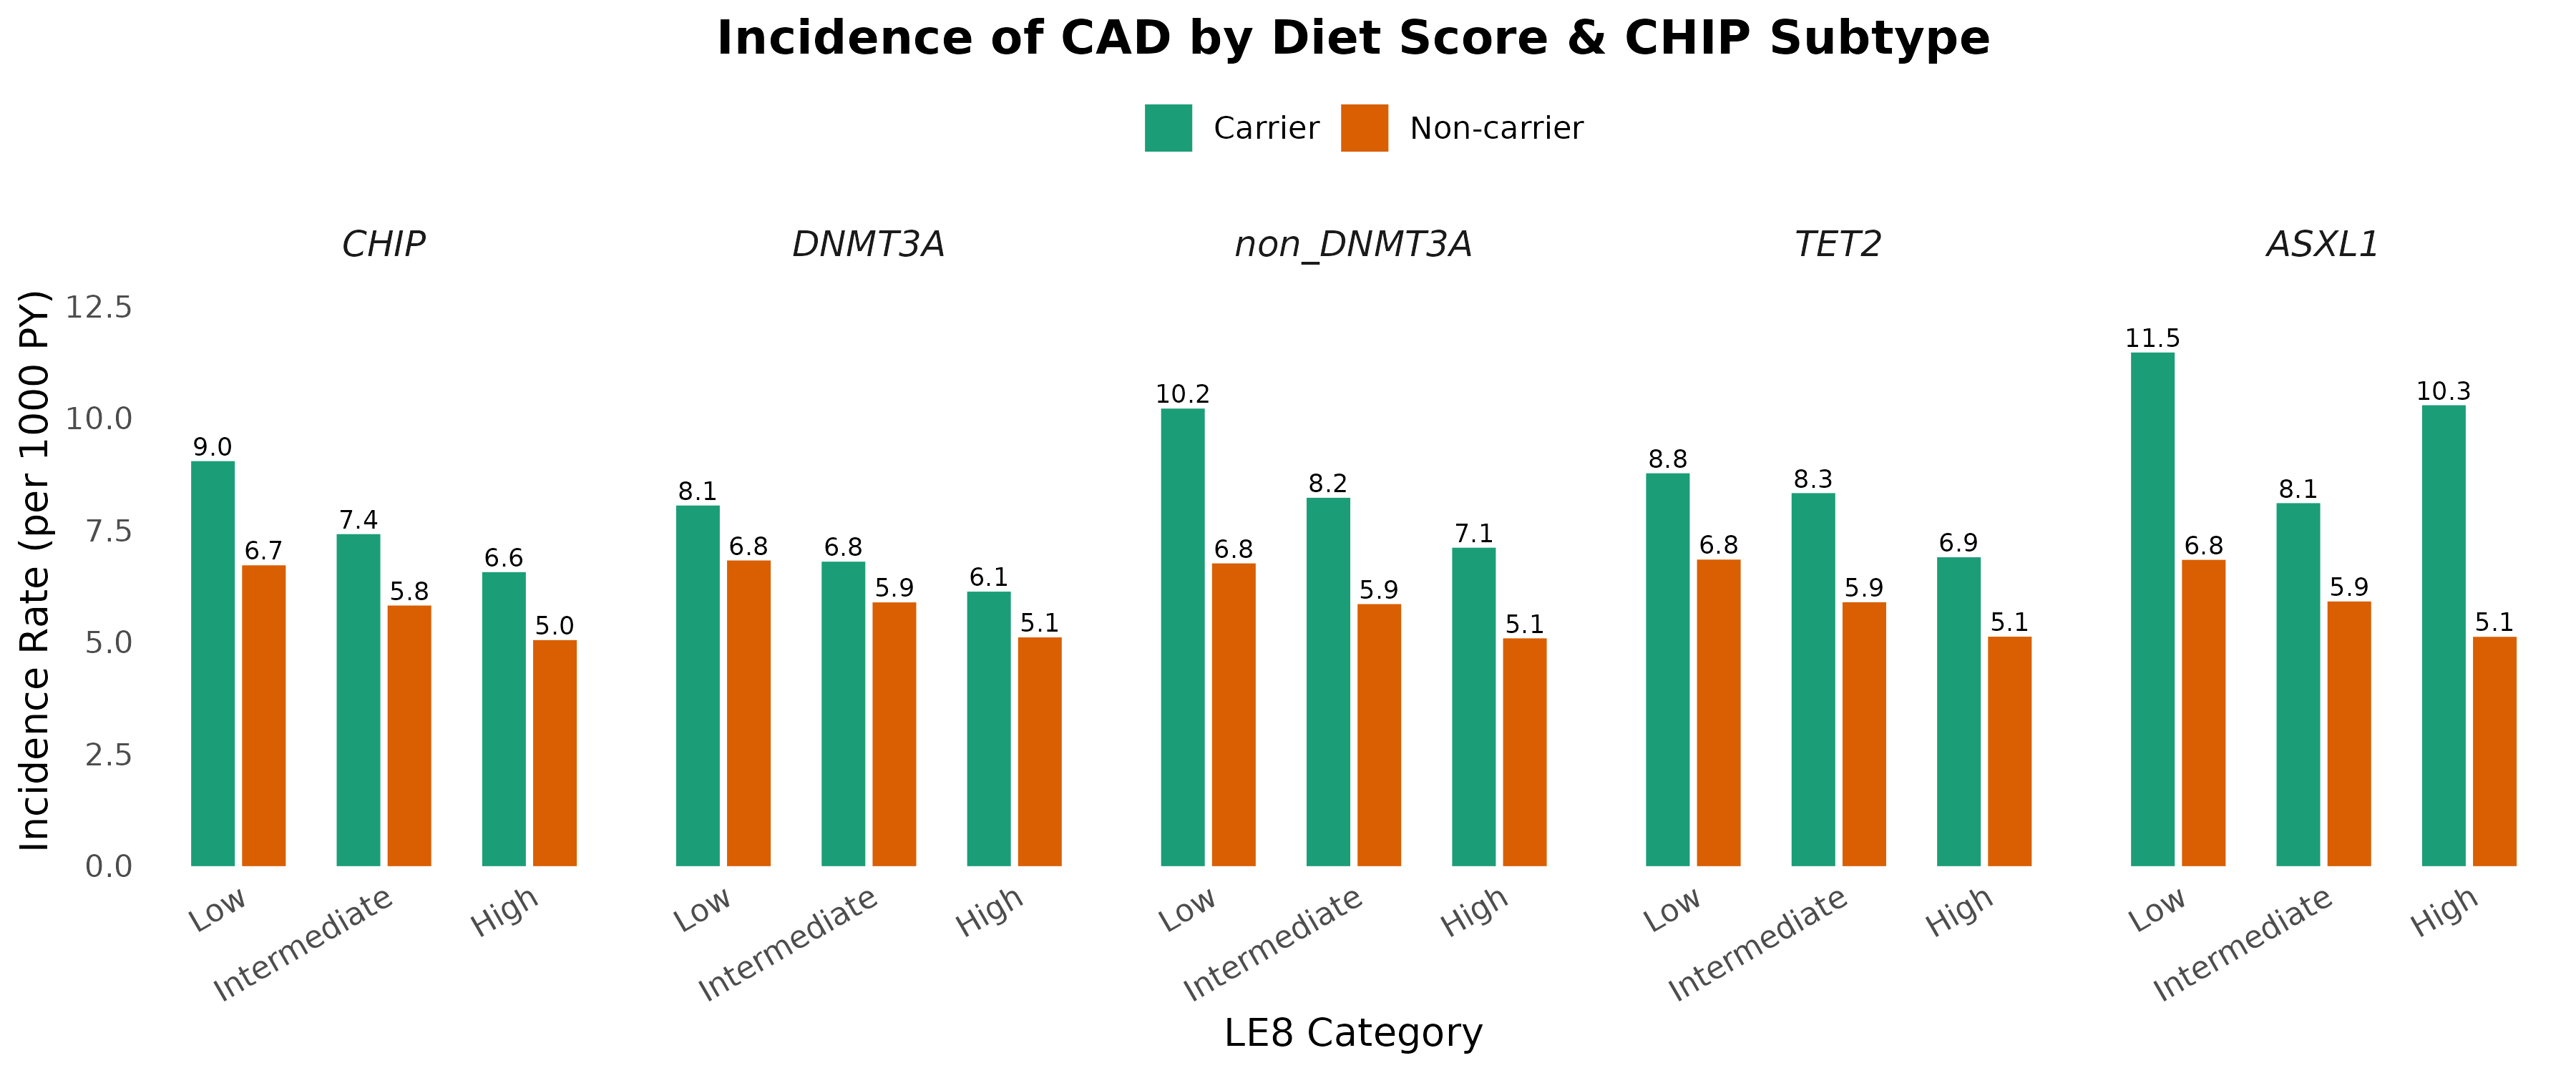 Incidence of CAD by Diet Score & CHIP Subtype
Carrier Non-carrier
CHIP DNMT3A non_DNMT3A TET2 ASXL1
Incidence Rate (per 1000 PY)
12.5
10.0
7.5
5.0
2.5
0.0
9.0 6.7 7.4 5.8 6.6 5.0
8.1 6.8 6.8 5.9 6.1 5.1
10.2 6.8 8.2 5.9 7.1 5.1
8.8 6.8 8.3 5.9 6.9 5.1
11.5 6.8 8.1 5.9 10.3 5.1
Low Intermediate High
Low Intermediate High
Low Intermediate High
Low Intermediate High
Low Intermediate High
LE8 Category